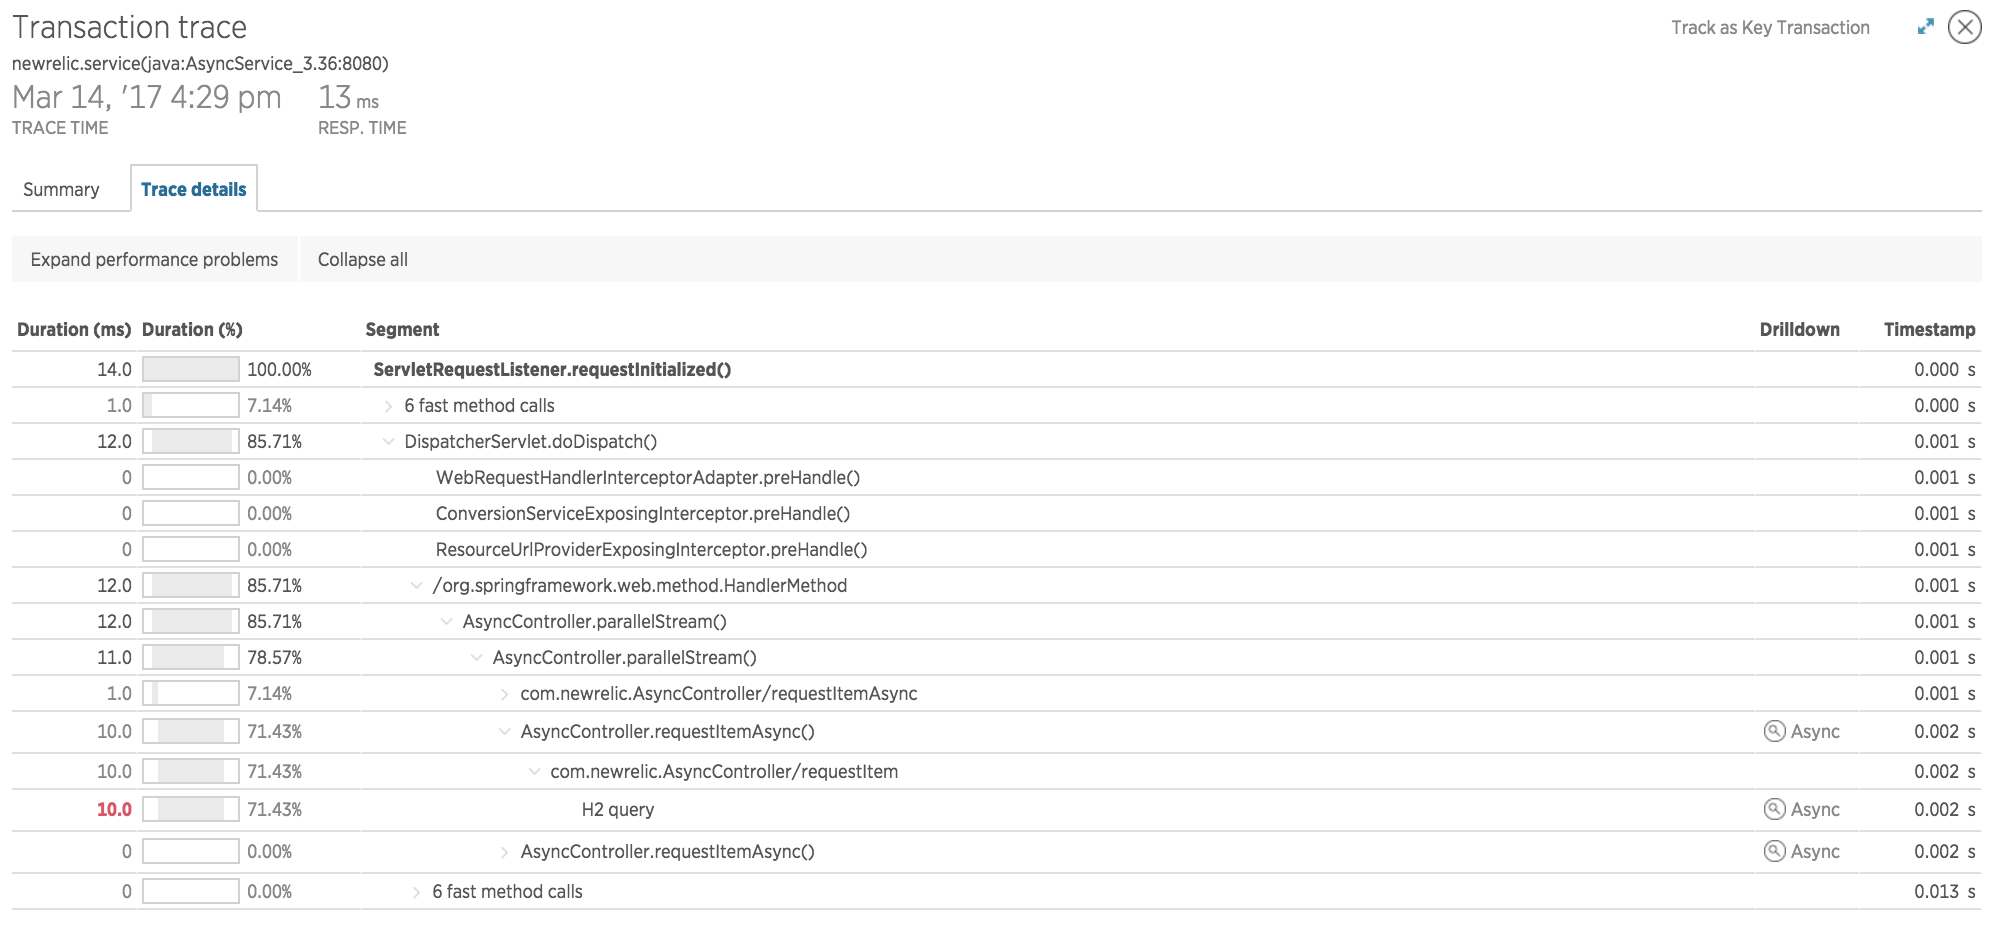 Transaction trace
Track as Key Transaction
newrelic.service(java:AsyncService_3.36:8080)
Mar 14, '17 4:29 pm 13 ms
TRACE TIME RESP. TIME
Summary Trace details
Expand performance problems Collapse all
Duration (ms) Duration (%) Segment Drilldown Timestamp
14.0 100.00% ServletRequestListener.requestInitialized() 0.000 s
1.0 7.14% 6 fast method calls 0.000 s
12.0 85.71% DispatcherServlet.doDispatch() 0.001 s
0 0.00% WebRequestHandlerInterceptorAdapter.preHandle() 0.001 s
0 0.00% ConversionServiceExposingInterceptor.preHandle() 0.001 s
0 0.00% ResourceUrlProviderExposingInterceptor.preHandle() 0.001 s
12.0 85.71% /org.springframework.web.method.HandlerMethod 0.001 s
12.0 85.71% AsyncController.parallelStream() 0.001 s
11.0 78.57% AsyncController.parallelStream() 0.001 s
1.0 7.14% com.newrelic.AsyncController/requestItemAsync 0.001 s
10.0 71.43% AsyncController.requestItemAsync() Async 0.002 s
10.0 71.43% com.newrelic.AsyncController/requestItem 0.002 s
10.0 71.43% H2 query Async 0.002 s
0 0.00% AsyncController.requestItemAsync() Async 0.002 s
0 0.00% 6 fast method calls 0.013 s